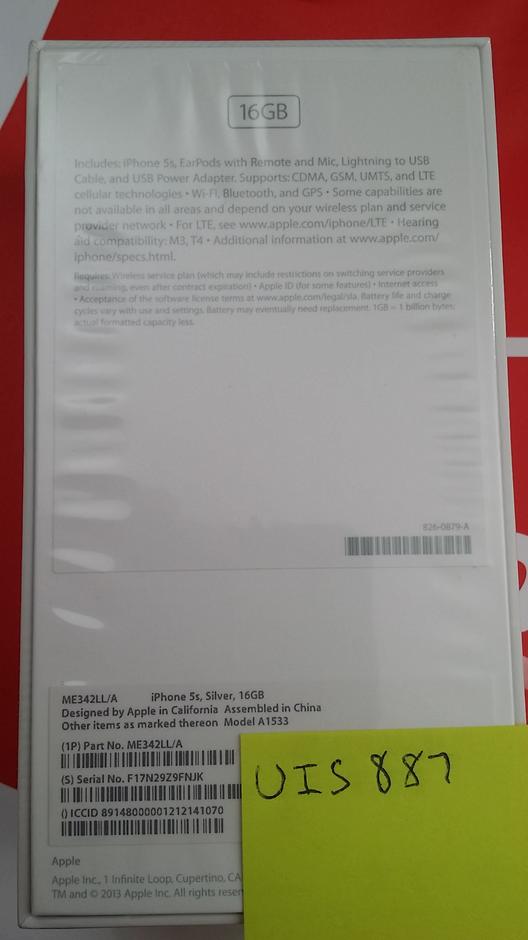 16GB
Includes: iPhone 5s, EarPods with Remote and Mic, Lightning to USB
Cable, and USB Power Adapter. Supports: CDMA, GSM, UMTS, and LTE
cellular technologies • Wi-Fi, Bluetooth, and GPS • Some capabilities are
not available in all areas and depend on your wireless plan and service
provider network • For LTE, see www.apple.com/iphone/LTE • Hearing
aid compatibility: M3, T4 • Additional information at www.apple.com/
iphone/specs.html.
Requires: Wireless service plan (which may include restrictions on switching service providers
and roaming, even after contract expiration) • Apple ID (for some features) • Internet access
• Acceptance of the software license terms at www.apple.com/legal/sla. Battery life and charge
cycles vary with use and settings. Battery may eventually need replacement. 1GB = 1 billion bytes;
actual formatted capacity less.
826-0879-A
ME342LL/A iPhone 5s, Silver, 16GB
Designed by Apple in California Assembled in China
Other items as marked thereon Model A1533
(1P) Part No. ME342LL/A
(S) Serial No. F17N29Z9FNJK
() ICCID 89148000001212141070
UIS887
Apple
Apple Inc., 1 Infinite Loop, Cupertino, CA
TM and © 2013 Apple Inc. All rights